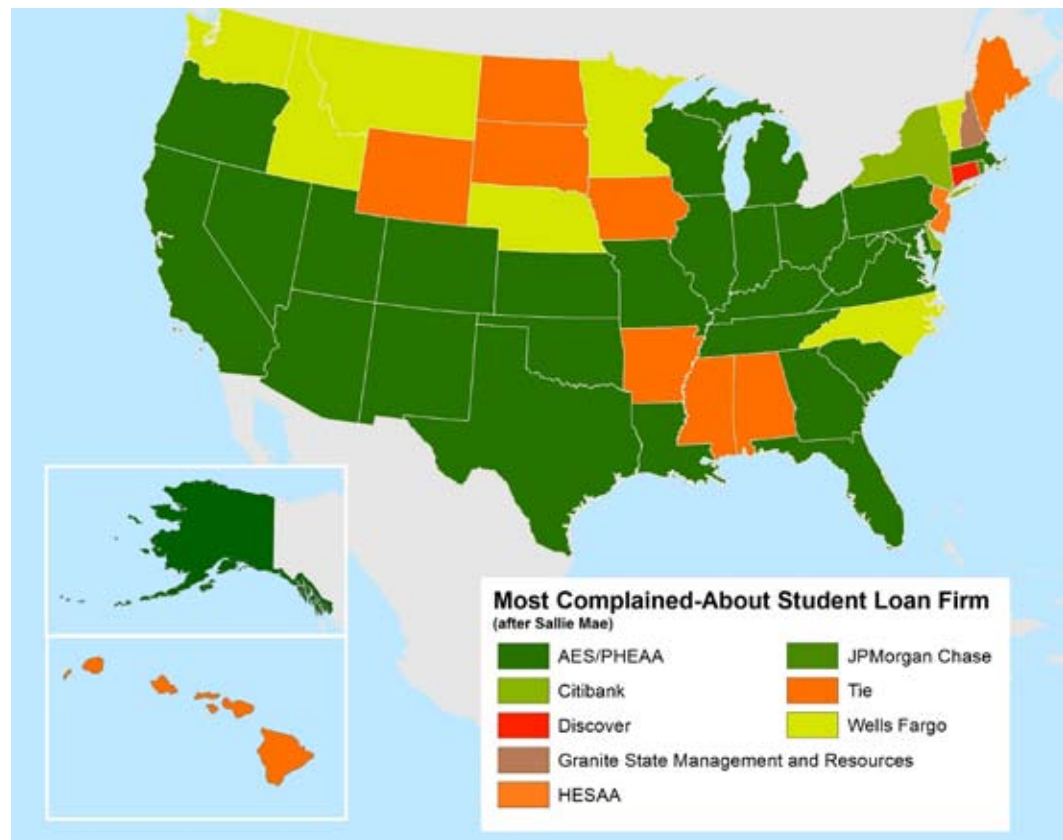 Most Complained-About Student Loan Firm
(after Sallie Mae)
AES/PHEAA
Citibank
Discover
Granite State Management and Resources
HESAA
JPMorgan Chase
Tie
Wells Fargo